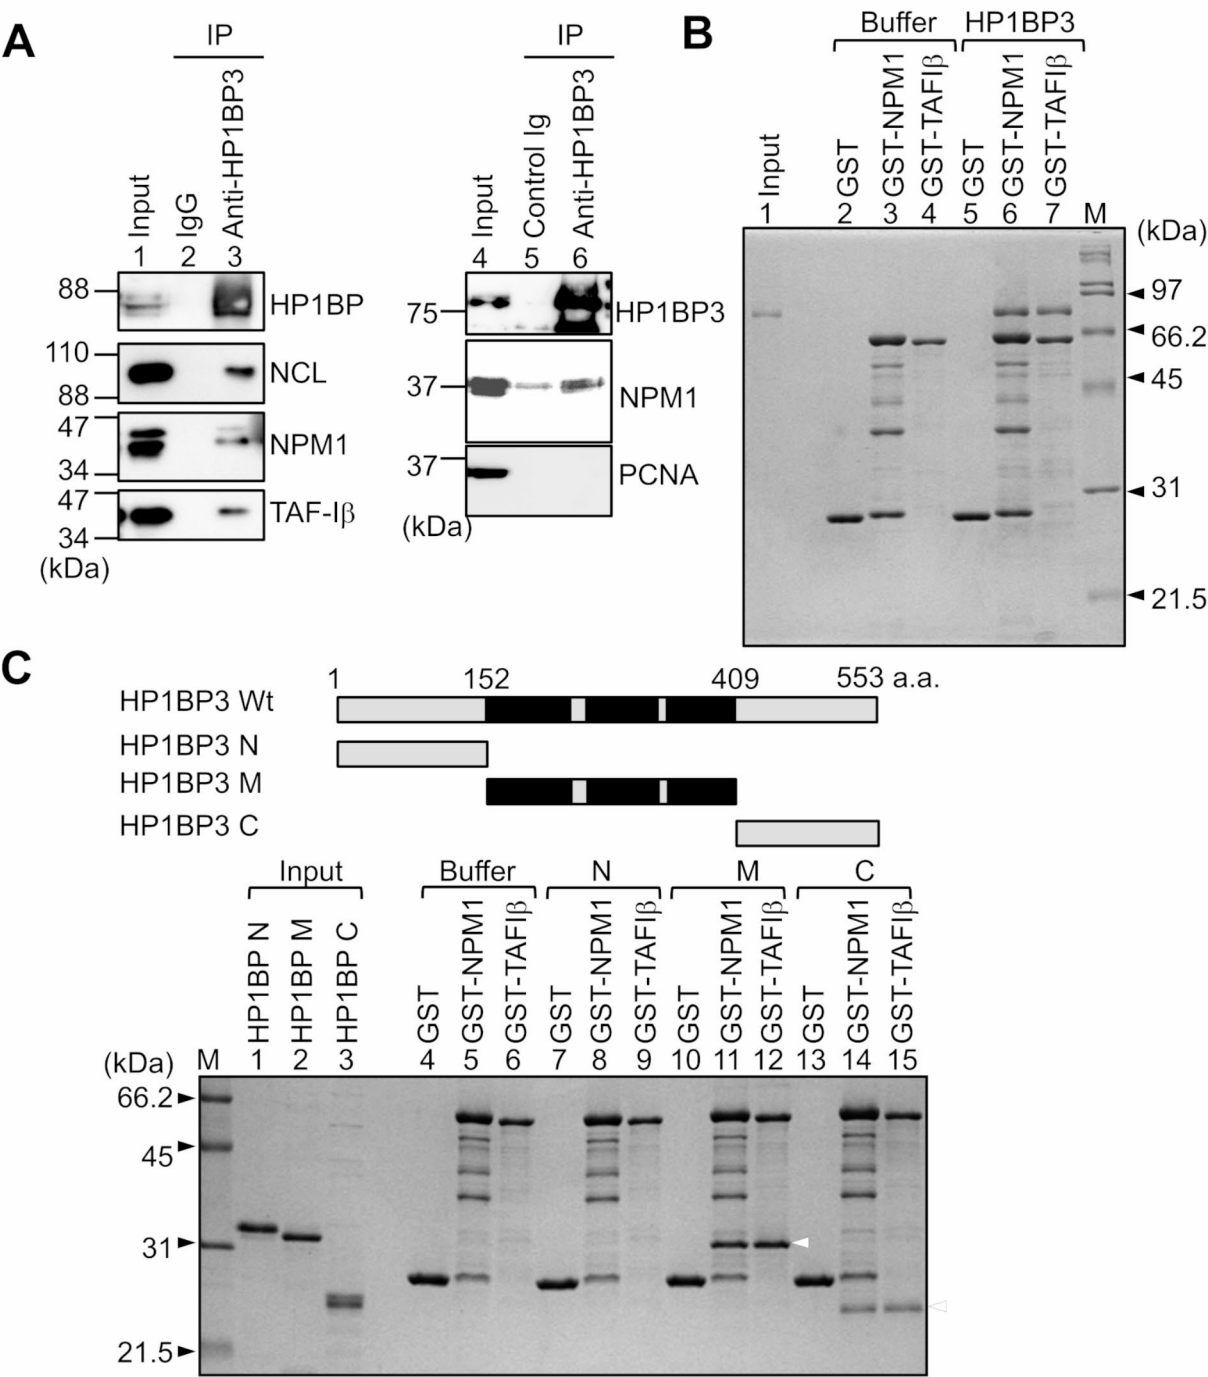 A
IP
Input
IgG
Anti-HP1BP3
1 2 3
88
HP1BP
110
NCL
88
47
NPM1
34
47
TAF-Iβ
34
(kDa)
IP
Input
Control Ig
Anti-HP1BP3
4 5 6
75
HP1BP3
37
NPM1
37
PCNA
(kDa)
B
Buffer HP1BP3
Input
GST
GST-NPM1
GST-TAFIβ
GST
GST-NPM1
GST-TAFIβ
1 2 3 4 5 6 7 M
(kDa)
97
66.2
45
31
21.5
C
1 152 409 553 a.a.
HP1BP3 Wt
HP1BP3 N
HP1BP3 M
HP1BP3 C
Input Buffer N M C
HP1BP N
HP1BP M
HP1BP C
GST
GST-NPM1
GST-TAFIβ
GST
GST-NPM1
GST-TAFIβ
GST
GST-NPM1
GST-TAFIβ
GST
GST-NPM1
GST-TAFIβ
(kDa) M 1 2 3 4 5 6 7 8 9 10 11 12 13 14 15
66.2
45
31
21.5